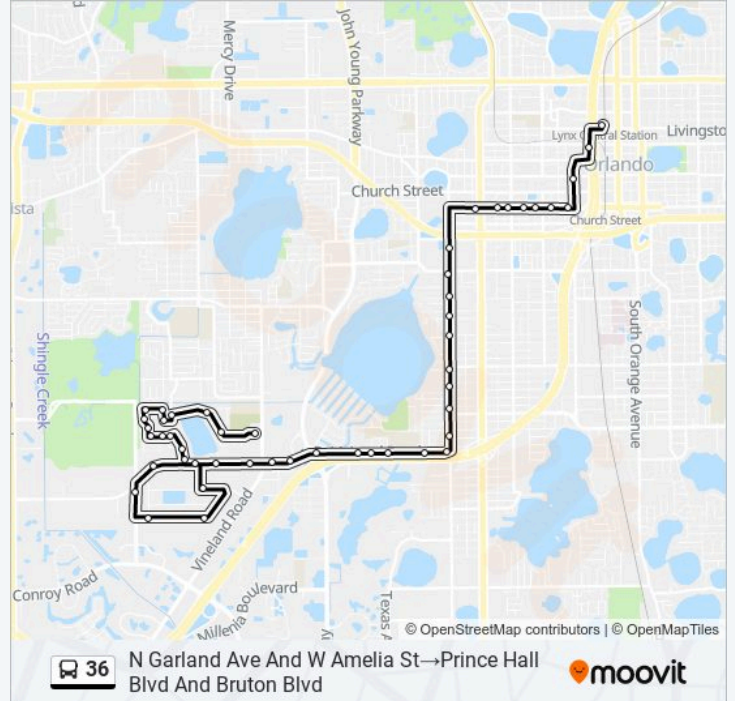 d
Mercy Drive
John Young Parkway
Lynx Central Station
Livingsto
Orlando
Church Street
ista
Church Street
Shingle Creek
South Orange Avenue
Vineland Road
Conroy Road
Millenia Boulevard
Texas A
y
© OpenStreetMap contributors | © OpenMapTiles
36
N Garland Ave And W Amelia St→Prince Hall
Blvd And Bruton Blvd
moovit